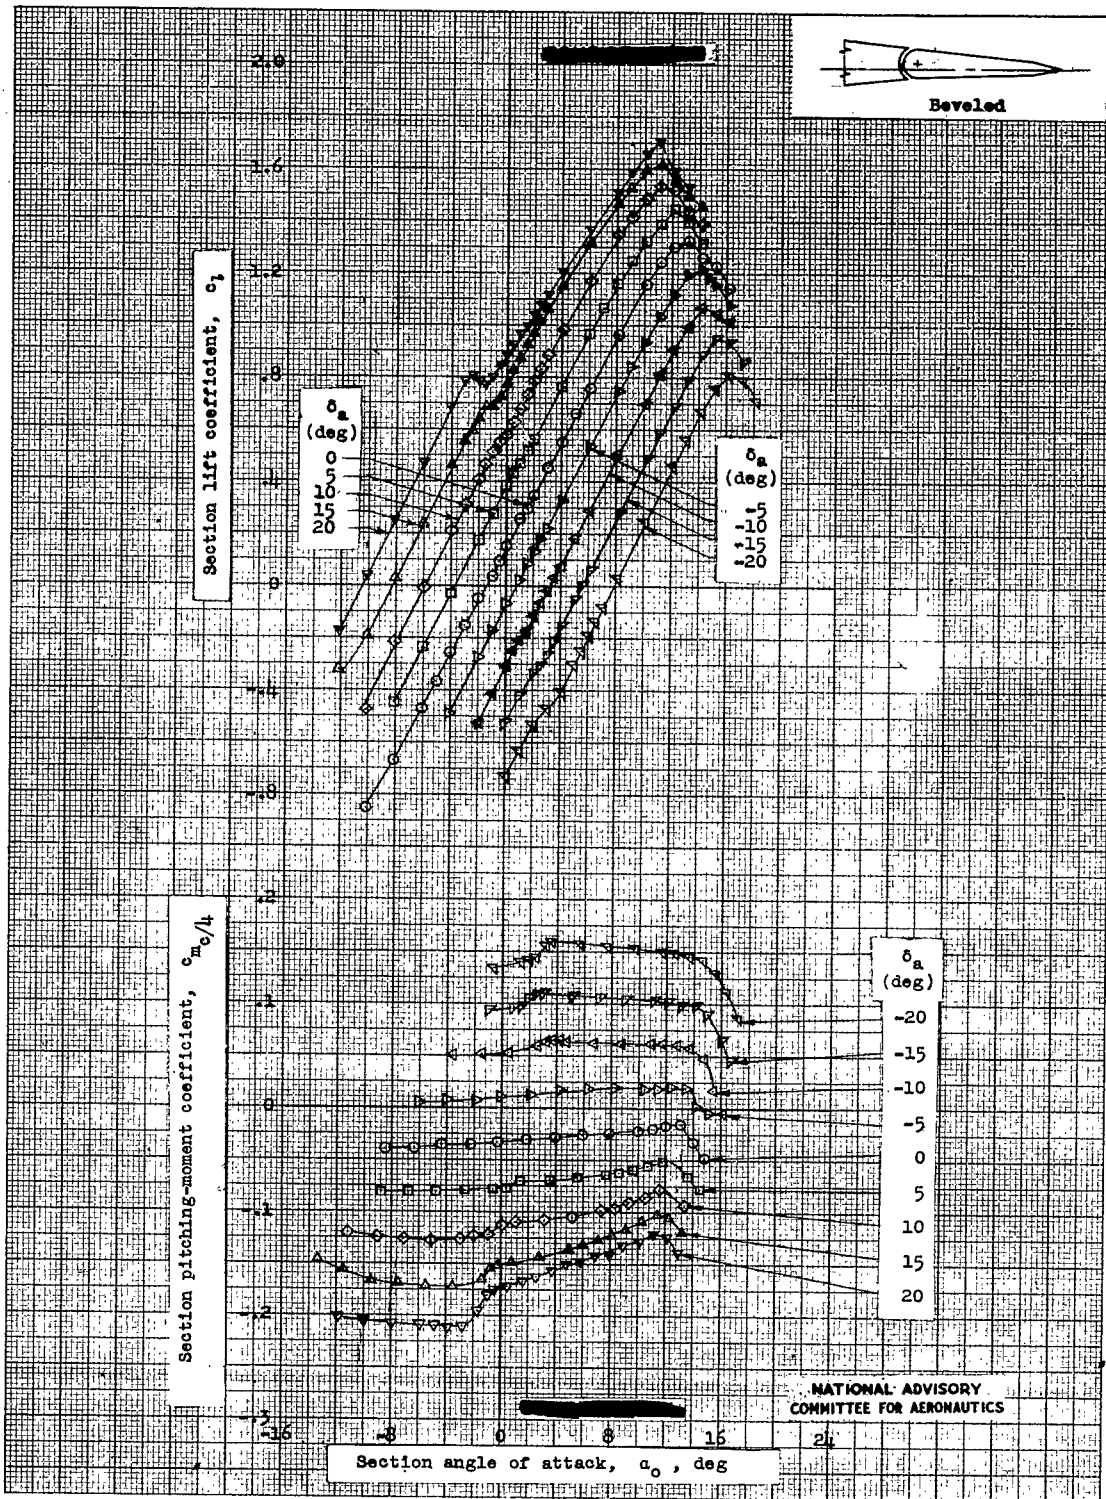 2.0
Beveled
1.6
1.2
.8
.4
0
-.4
-.8
Section lift coefficient, c_l
δa
(deg)
0
5
10
15
20
δa
(deg)
-5
-10
-15
-20
.2
.1
0
-.1
-.2
-.3
Section pitching-moment coefficient, c_m_c/4
δa
(deg)
-20
-15
-10
-5
0
5
10
15
20
NATIONAL ADVISORY
COMMITTEE FOR AERONAUTICS
-16 -8 0 8 16 24
Section angle of attack, α_o , deg